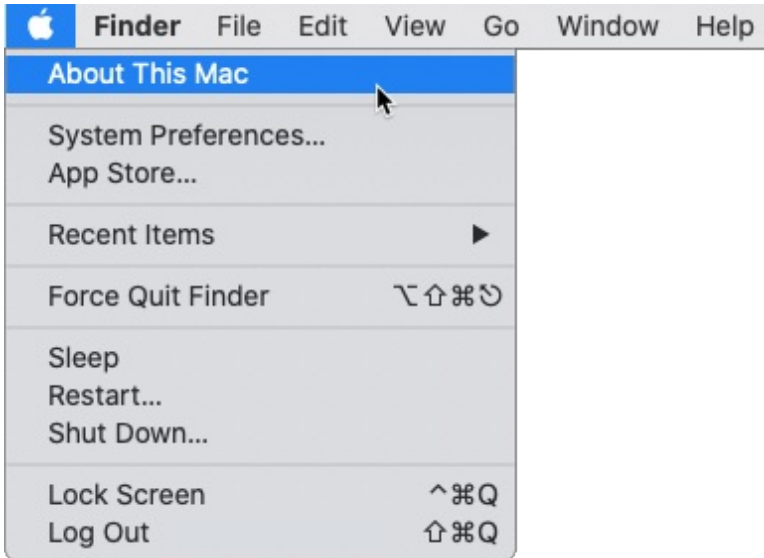 Finder File Edit View Go Window Help
About This Mac
System Preferences...
App Store...
Recent Items ▶
Force Quit Finder ⌥⇧⌘⎋
Sleep
Restart...
Shut Down...
Lock Screen ^⌘Q
Log Out ⇧⌘Q